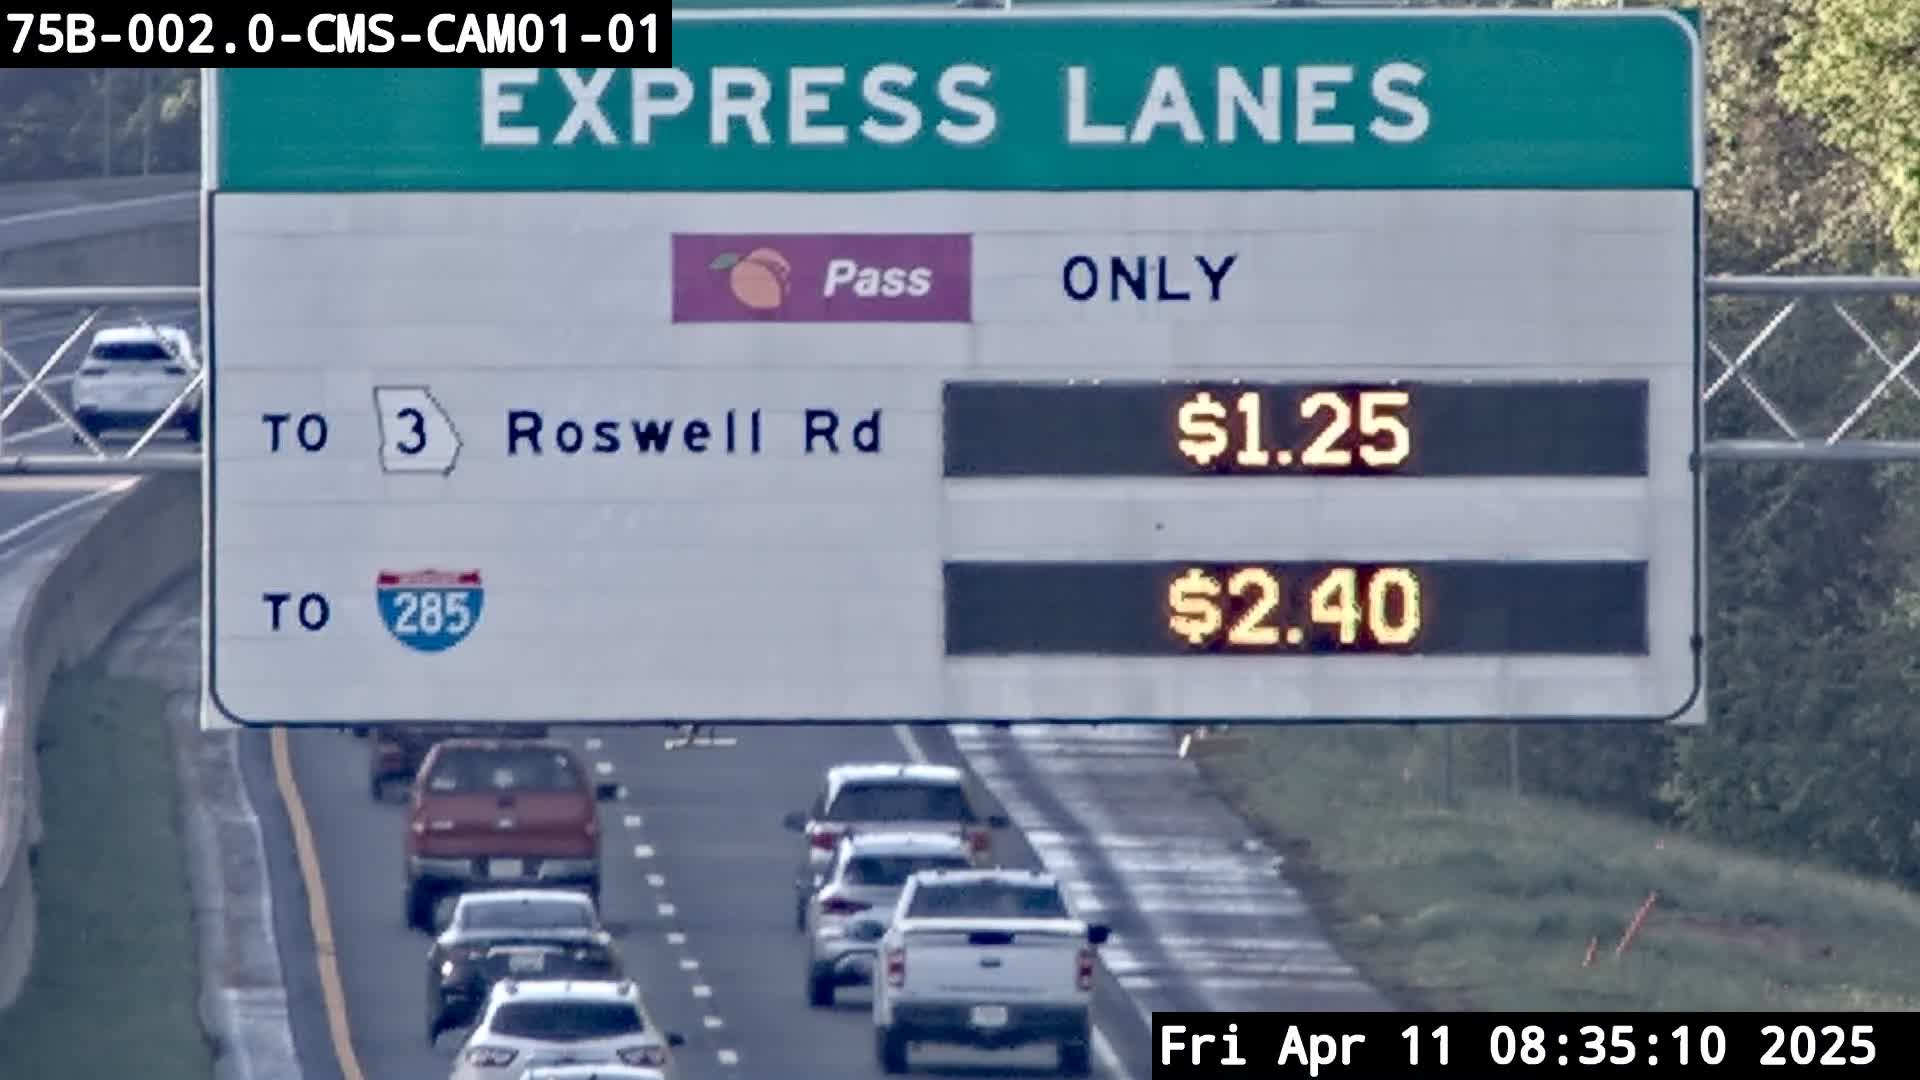 75B-002.0-CMS-CAM01-01
EXPRESS LANES
Pass ONLY
TO 3 Roswell Rd $1.25
TO 285 $2.40
Fri Apr 11 08:35:10 2025